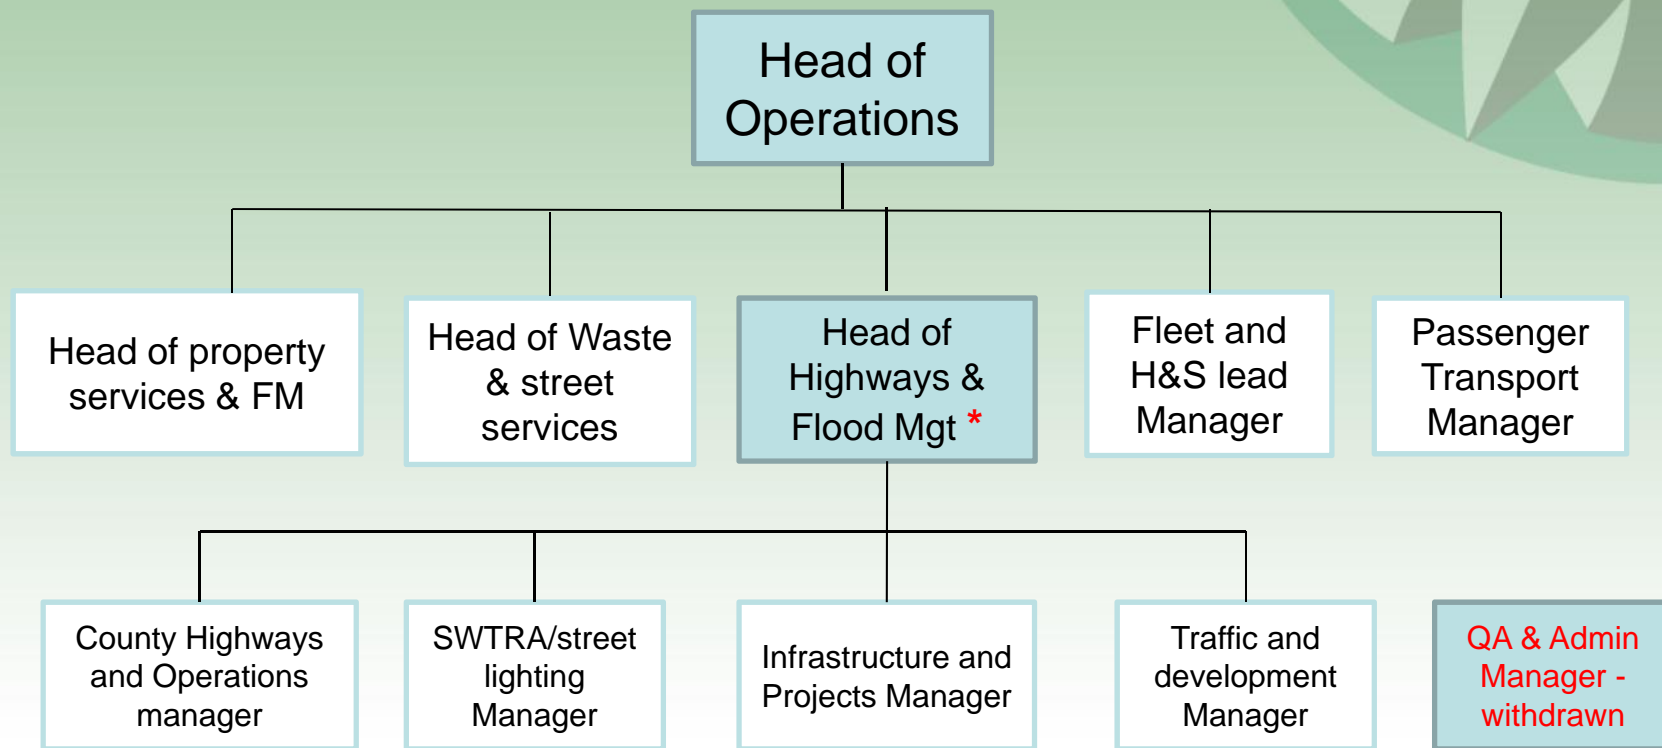 Head of
Operations
Head of property
services & FM
Head of Waste
& street
services
Head of
Highways &
Flood Mgt *
Fleet and
H&S lead
Manager
Passenger
Transport
Manager
County Highways
and Operations
manager
SWTRA/street
lighting
Manager
Infrastructure and
Projects Manager
Traffic and
development
Manager
QA & Admin
Manager -
withdrawn